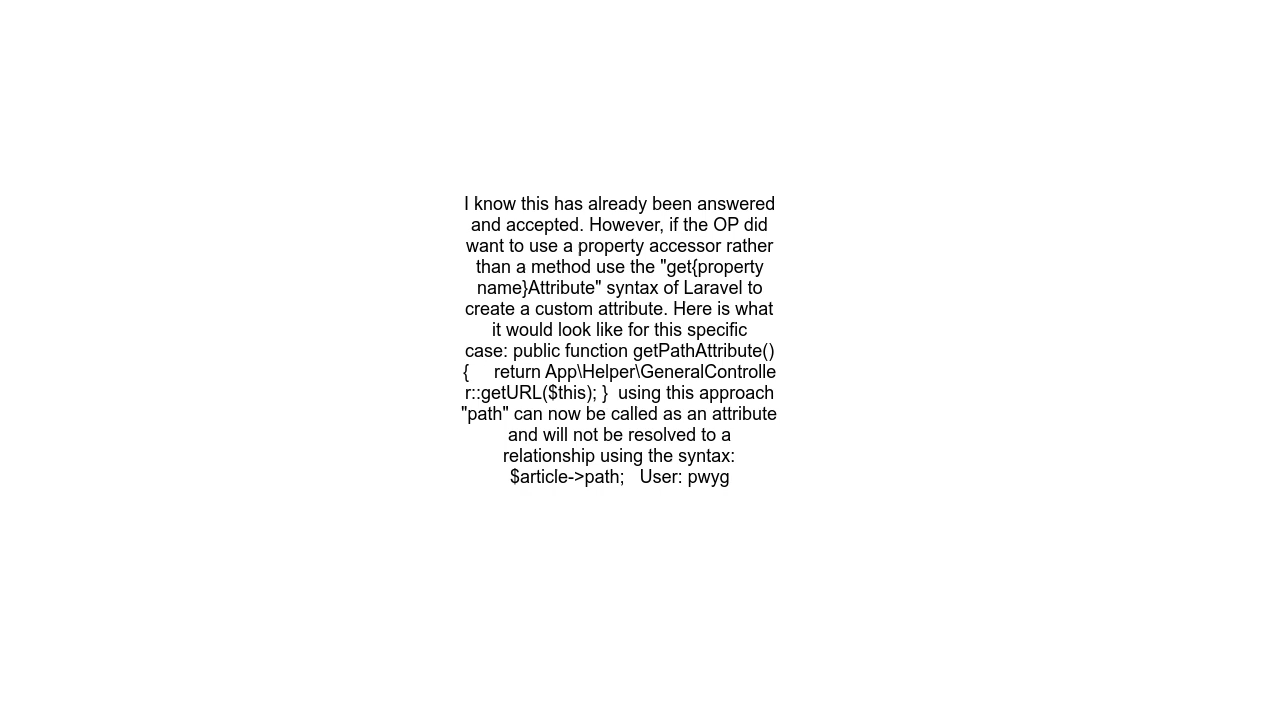 I know this has already been answered
and accepted. However, if the OP did
want to use a property accessor rather
than a method use the "get{property
name}Attribute" syntax of Laravel to
create a custom attribute. Here is what
it would look like for this specific
case: public function getPathAttribute()
{     return App\Helper\GeneralControlle
r::getURL($this); }  using this approach
"path" can now be called as an attribute
and will not be resolved to a
relationship using the syntax:
$article->path;   User: pwyg